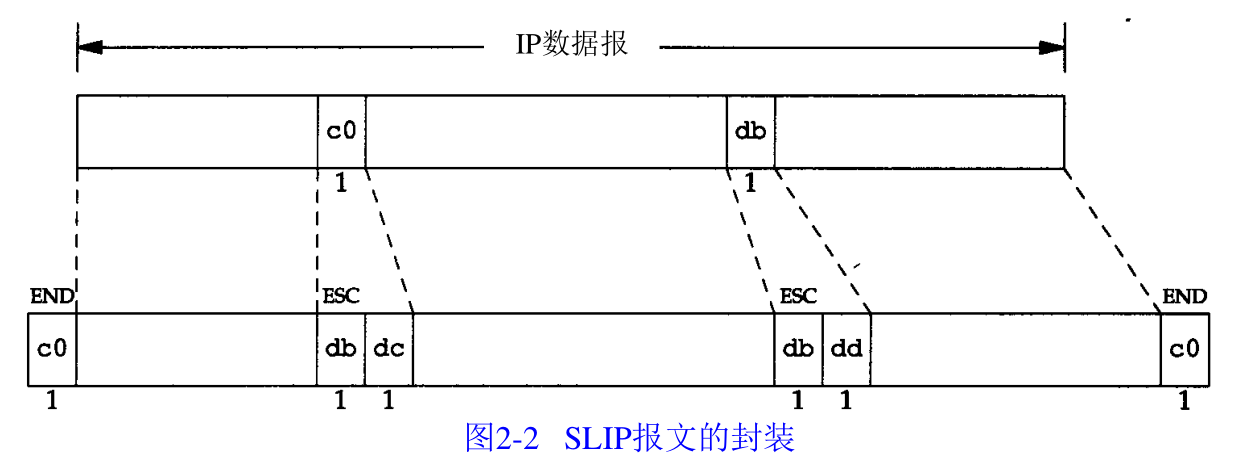 IP数据报
c0 db
1 1
END ESC ESC END
c0 db dc db dd c0
1 1 1 1 1 1
图2-2 SLIP报文的封装